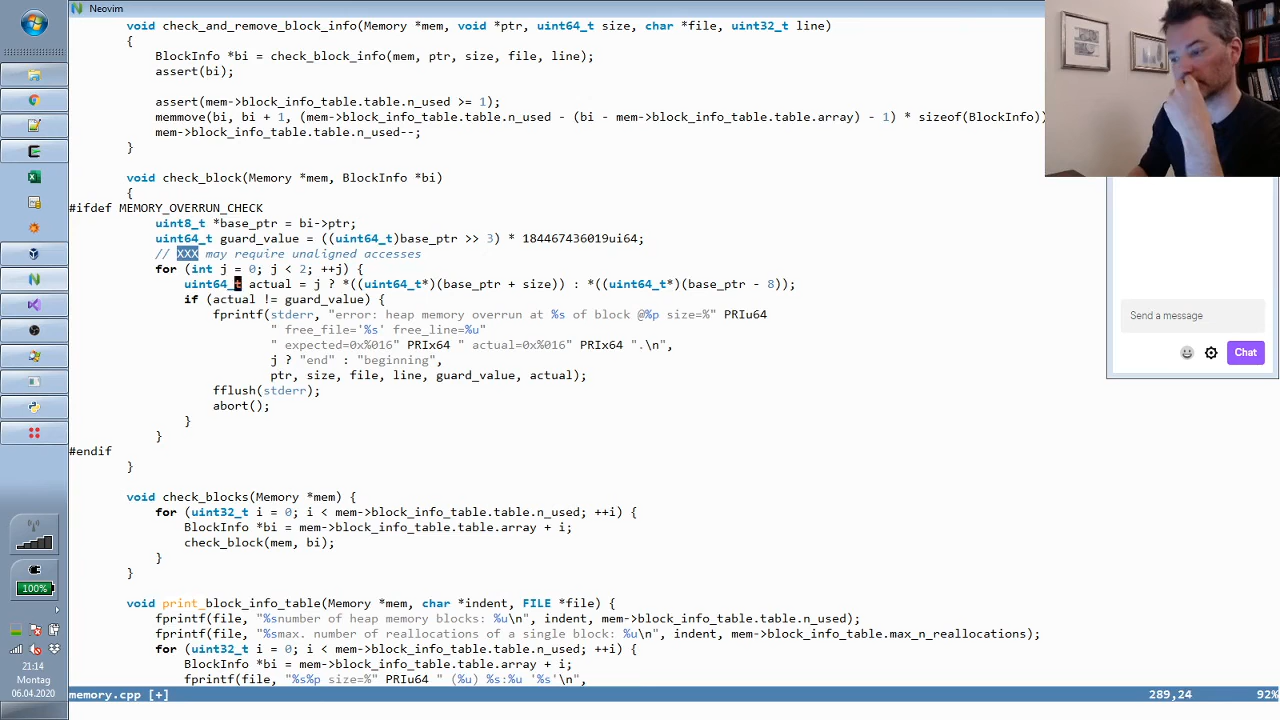 Neovim
void check_and_remove_block_info(Memory *mem, void *ptr, uint64_t size, char *file, uint32_t line)
{
BlockInfo *bi = check_block_info(mem, ptr, size, file, line);
assert(bi);
assert(mem->block_info_table.table.n_used >= 1);
memmove(bi, bi + 1, (mem->block_info_table.table.n_used - (bi - mem->block_info_table.table.array) - 1) * sizeof(BlockInfo))
mem->block_info_table.table.n_used--;
}
void check_block(Memory *mem, BlockInfo *bi)
{
#ifdef MEMORY_OVERRUN_CHECK
uint8_t *base_ptr = bi->ptr;
uint64_t guard_value = ((uint64_t)base_ptr >> 3) * 184467436019ui64;
// XXX may require unaligned accesses
for (int j = 0; j < 2; ++j) {
uint64_t actual = j ? *((uint64_t*)(base_ptr + size)) : *((uint64_t*)(base_ptr - 8));
if (actual != guard_value) {
fprintf(stderr, "error: heap memory overrun at %s of block @%p size=%" PRIu64
" free_file='%s' free_line=%u"
" expected=0x%016" PRIx64 " actual=0x%016" PRIx64 ".\n",
j ? "end" : "beginning",
ptr, size, file, line, guard_value, actual);
fflush(stderr);
abort();
}
}
#endif
}
void check_blocks(Memory *mem) {
for (uint32_t i = 0; i < mem->block_info_table.table.n_used; ++i) {
BlockInfo *bi = mem->block_info_table.table.array + i;
check_block(mem, bi);
}
}
void print_block_info_table(Memory *mem, char *indent, FILE *file) {
fprintf(file, "%snumber of heap memory blocks: %u\n", indent, mem->block_info_table.table.n_used);
fprintf(file, "%smax. number of reallocations of a single block: %u\n", indent, mem->block_info_table.max_n_reallocations);
for (uint32_t i = 0; i < mem->block_info_table.table.n_used; ++i) {
BlockInfo *bi = mem->block_info_table.table.array + i;
fprintf(file, "%s%p size=%" PRIu64 " (%u) %s:%u '%s'\n",
memory.cpp [+]
289,24
92%
Send a message
Chat
100%
21:14
Montag
06.04.2020